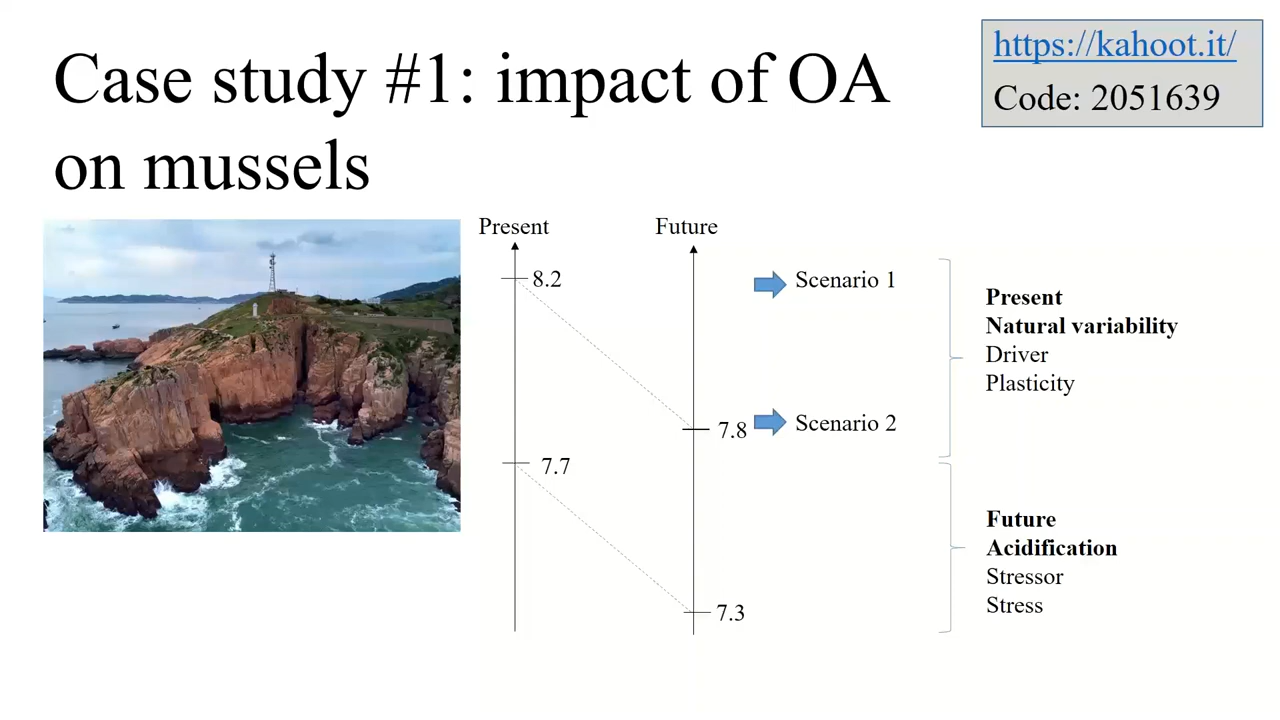 Case study #1: impact of OA
on mussels
https://kahoot.it/
Code: 2051639
Present
Future
8.2
7.7
7.8
7.3
Scenario 1
Scenario 2
Present
Natural variability
Driver
Plasticity
Future
Acidification
Stressor
Stress